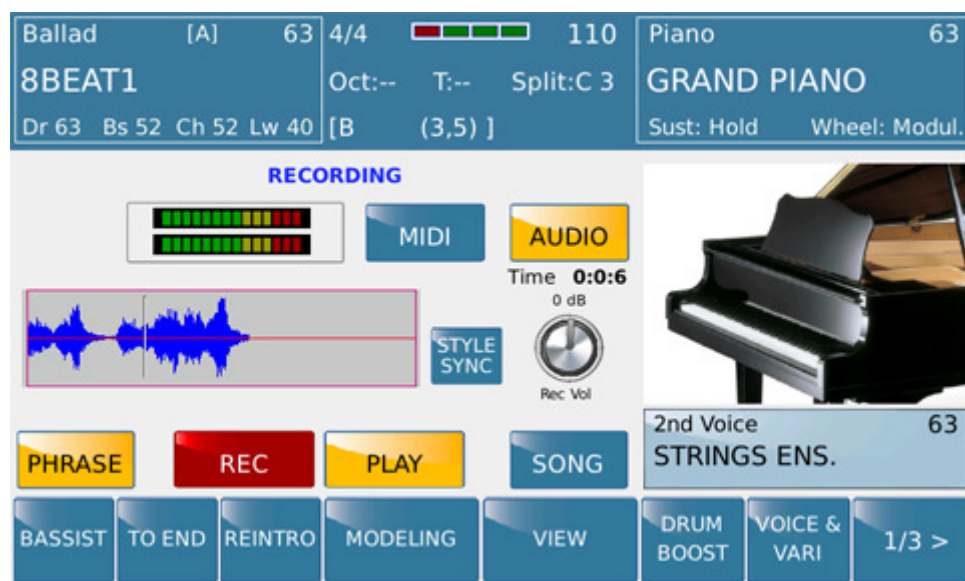 Ballad [A] 63
8BEAT1
Dr 63 Bs 52 Ch 52 Lw 40
4/4 110
Oct:-- T:-- Split:C 3
[B (3,5) ]
Piano 63
GRAND PIANO
Sust: Hold Wheel: Modul.
RECORDING
MIDI
AUDIO
Time 0:0:6
0 dB
STYLE
SYNC
Rec Vol
2nd Voice 63
STRINGS ENS.
PHRASE
REC
PLAY
SONG
BASSIST
TO END
REINTRO
MODELING
VIEW
DRUM
BOOST
VOICE &
VARI
1/3 >